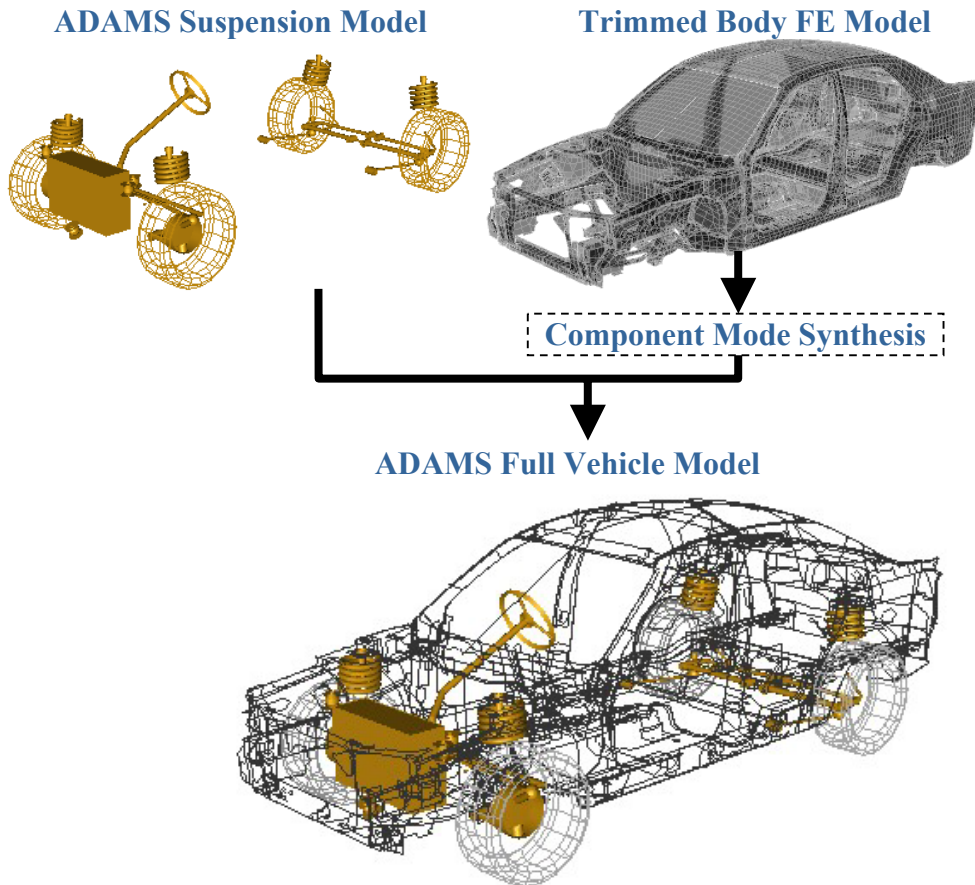 ADAMS Suspension Model
Trimmed Body FE Model
Component Mode Synthesis
ADAMS Full Vehicle Model